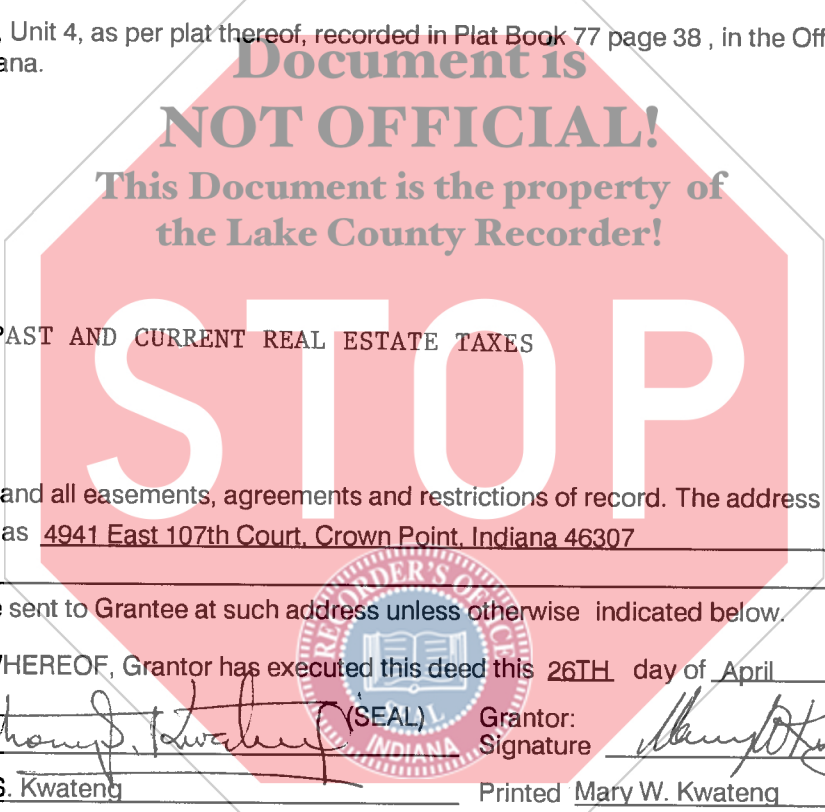 , Unit 4, as per plat thereof, recorded in Plat Book 77 page 38 , in the Off
ana.
Document is
NOT OFFICIAL!
This Document is the property of
the Lake County Recorder!
STOP
PAST AND CURRENT REAL ESTATE TAXES
and all easements, agreements and restrictions of record. The address
as 4941 East 107th Court, Crown Point, Indiana 46307
e sent to Grantee at such address unless otherwise indicated below.
WHEREOF, Grantor has executed this deed this 26TH day of April
RECORDER'S OFFICE
SEAL
INDIANA
(SEAL) Grantor:
Signature
S. Kwateng Printed Mary W. Kwateng